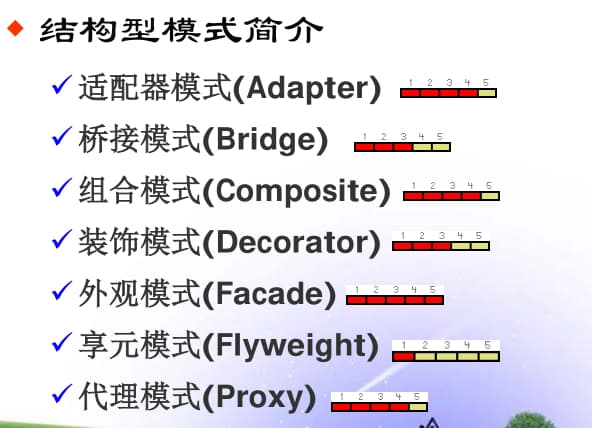 结构型模式简介
适配器模式(Adapter) 1 2 3 4 5
桥接模式(Bridge) 1 2 3 4 5
组合模式(Composite) 1 2 3 4 5
装饰模式(Decorator) 1 2 3 4 5
外观模式(Facade) 1 2 3 4 5
享元模式(Flyweight) 1 2 3 4 5
代理模式(Proxy) 1 2 3 4 5